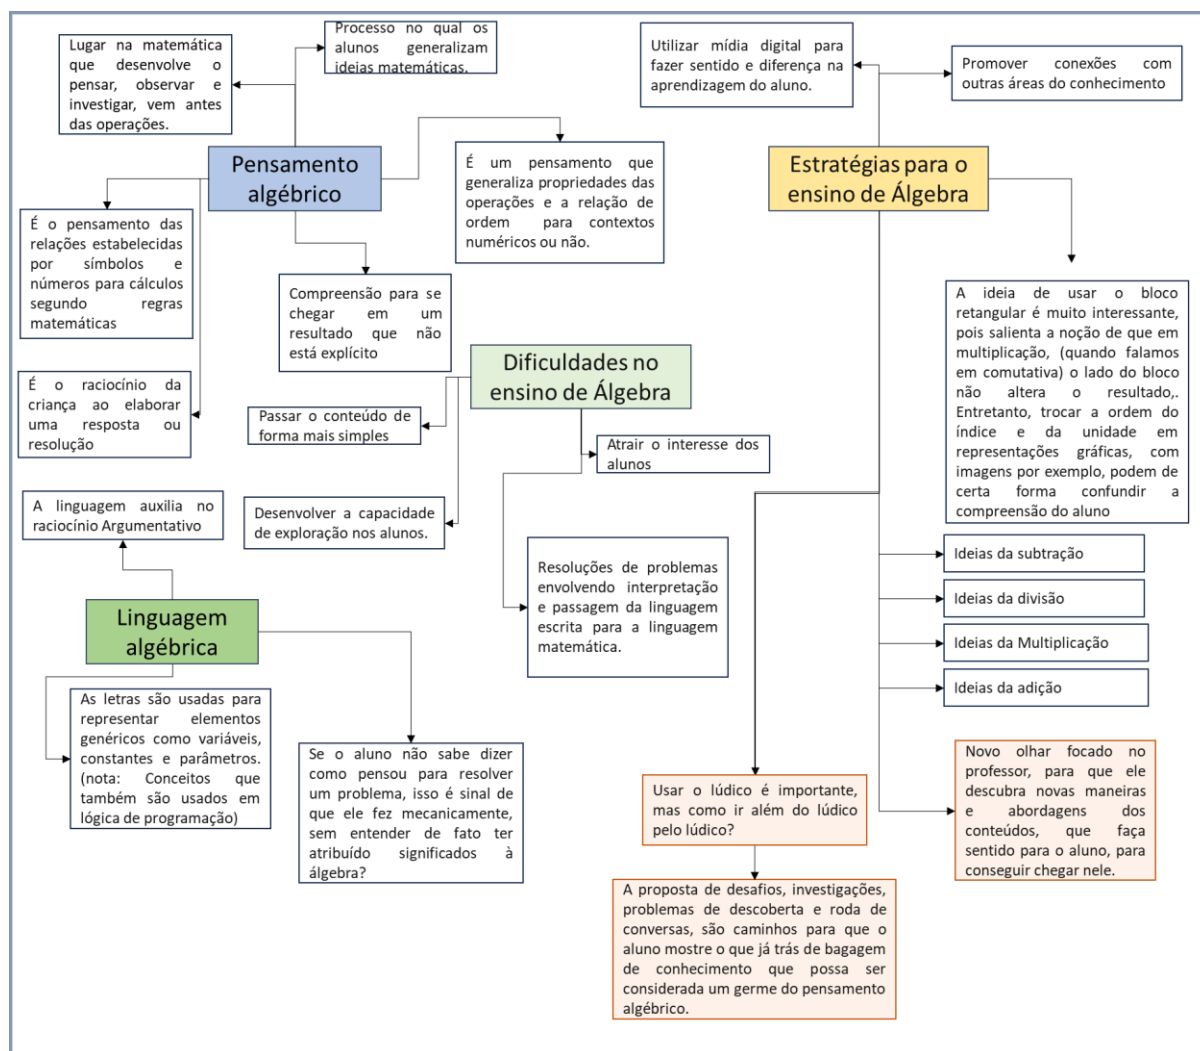 Lugar na matemática
que desenvolve o
pensar, observar e
investigar, vem antes
das operações.
Processo no qual os
alunos generalizam
ideias matemáticas.
Pensamento
algébrico
É um pensamento que
generaliza propriedades das
operações e a relação de
ordem para contextos
numéricos ou não.
É o pensamento das
relações estabelecidas
por símbolos e
números para cálculos
segundo regras
matemáticas
Compreensão para se
chegar em um
resultado que não
está explícito
É o raciocínio da
criança ao elaborar
uma resposta ou
resolução
Utilizar mídia digital para
fazer sentido e diferença na
aprendizagem do aluno.
Promover conexões com
outras áreas do conhecimento
Estratégias para o
ensino de Álgebra
A ideia de usar o bloco
retangular é muito interessante,
pois salienta a noção de que em
multiplicação, (quando falamos
em comutativa) o lado do bloco
não altera o resultado,.
Entretanto, trocar a ordem do
índice e da unidade em
representações gráficas, com
imagens por exemplo, podem de
certa forma confundir a
compreensão do aluno
Ideias da subtração
Ideias da divisão
Ideias da Multiplicação
Ideias da adição
Novo olhar focado no
professor, para que ele
descubra novas maneiras
e abordagens dos
conteúdos, que faça
sentido para o aluno, para
conseguir chegar nele.
Usar o lúdico é importante,
mas como ir além do lúdico
pelo lúdico?
A proposta de desafios, investigações,
problemas de descoberta e roda de
conversas, são caminhos para que o
aluno mostre o que já trás de bagagem
de conhecimento que possa ser
considerada um germe do pensamento
algébrico.
Dificuldades no
ensino de Álgebra
Passar o conteúdo de
forma mais simples
Atrair o interesse dos
alunos
Desenvolver a capacidade
de exploração nos alunos.
Resoluções de problemas
envolvendo interpretação
e passagem da linguagem
escrita para a linguagem
matemática.
A linguagem auxilia no
raciocínio Argumentativo
Linguagem
algébrica
As letras são usadas para
representar elementos
genéricos como variáveis,
constantes e parâmetros.
(nota: Conceitos que
também são usados em
lógica de programação)
Se o aluno não sabe dizer
como pensou para resolver
um problema, isso é sinal
de que ele fez mecanicamente,
sem entender de fato ter
atribuído significados à
álgebra?